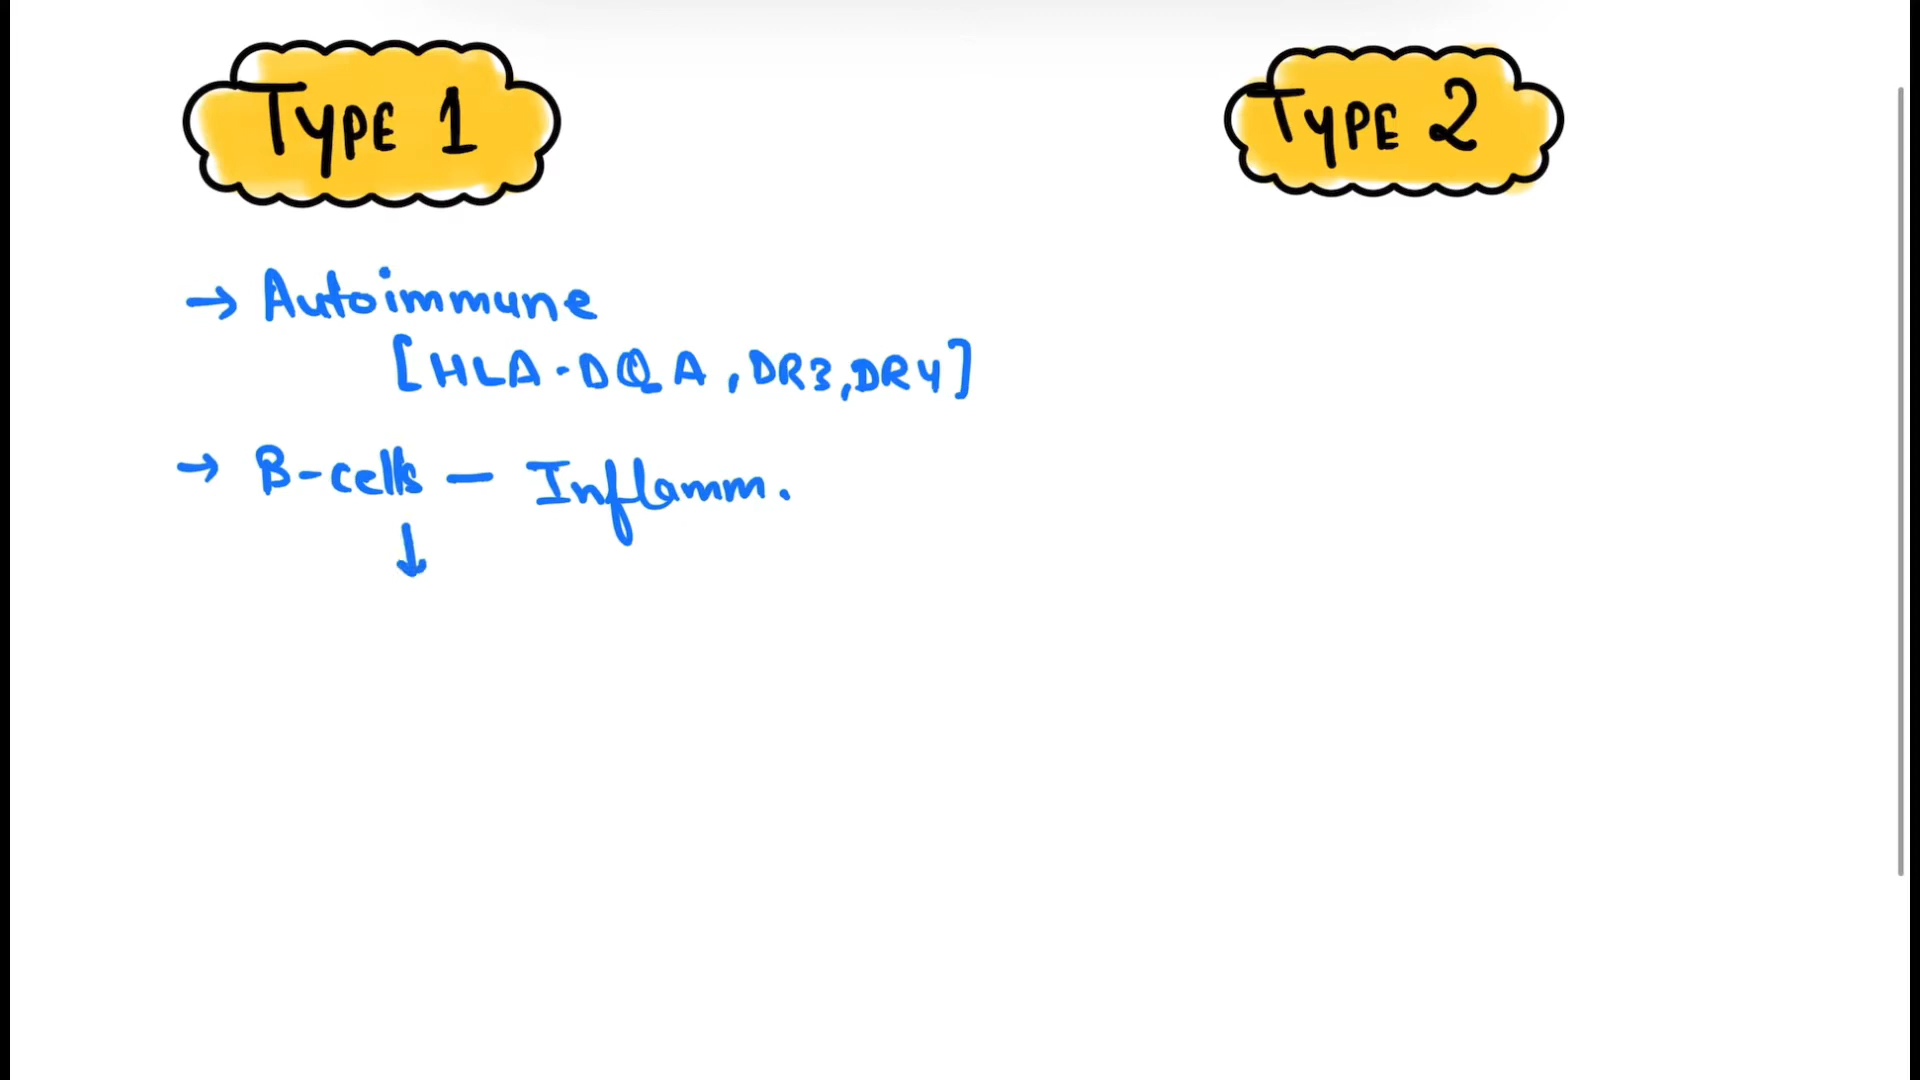 TYPE 1
TYPE 2
→ Autoimmune
[HLA-DQA, DR3, DR4]
→ B-cells — Inflamm.
↓